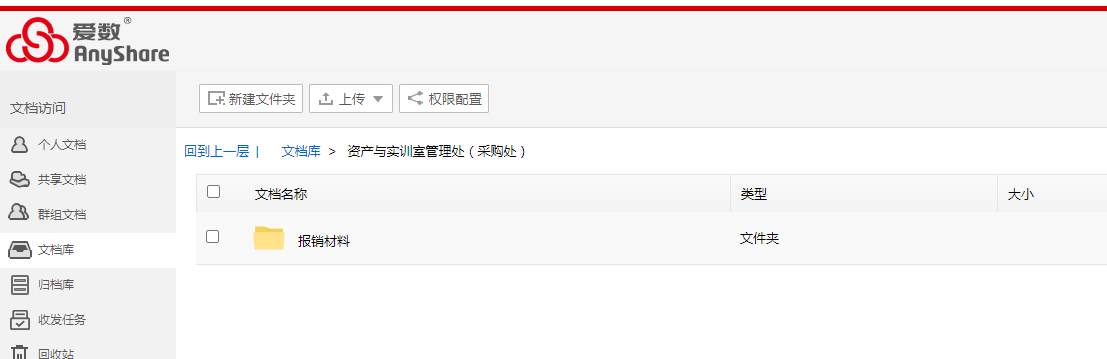 爱数®
AnyShare
文档访问
个人文档
共享文档
群组文档
文档库
归档库
收发任务
回收站
新建文件夹 上传 权限配置
回到上一层 | 文档库 > 资产与实训室管理处（采购处）
文档名称 类型 大小
报销材料 文件夹